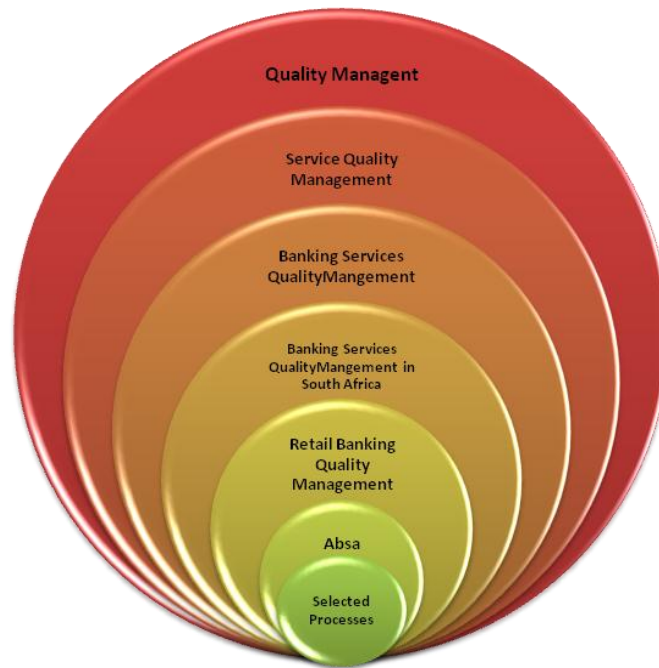 Quality Managent
Service Quality
Management
Banking Services
QualityMangement
Banking Services
QualityMangement in
South Africa
Retail Banking
Quality
Management
Absa
Selected
Processes